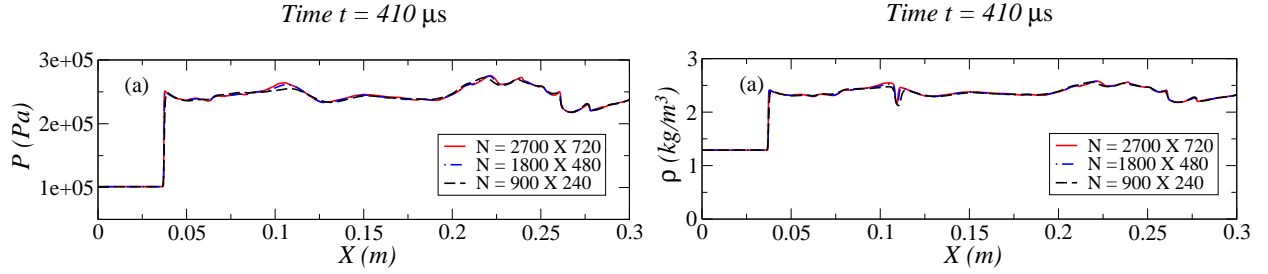 Time t = 410 μs
P (Pa)
3e+05
2e+05
1e+05
(a)
N = 2700 X 720
N = 1800 X 480
N = 900 X 240
0
0.05
0.1
0.15
0.2
0.25
0.3
X (m)
Time t = 410 μs
ρ (kg/m³)
3
2
1
0
(a)
N = 2700 X 720
N =1800 X 480
N = 900 X 240
0
0.05
0.1
0.15
0.2
0.25
0.3
X (m)